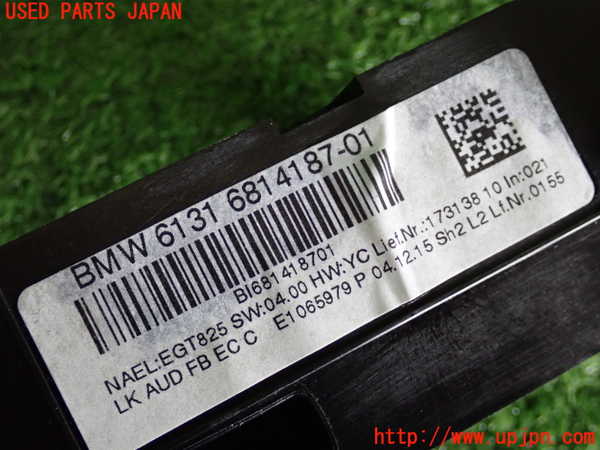 USED PARTS JAPAN
BMW 6131 6814187-01
BI681418701
NAEL:EGT825 SW:04.00 HW:YC Lief.Nr.:173138 10 In:021
LK AUD FB EC C E1065979 P 04.12.15 Sh2 L2 Lf.Nr.0155
http://www.upjpn.com/